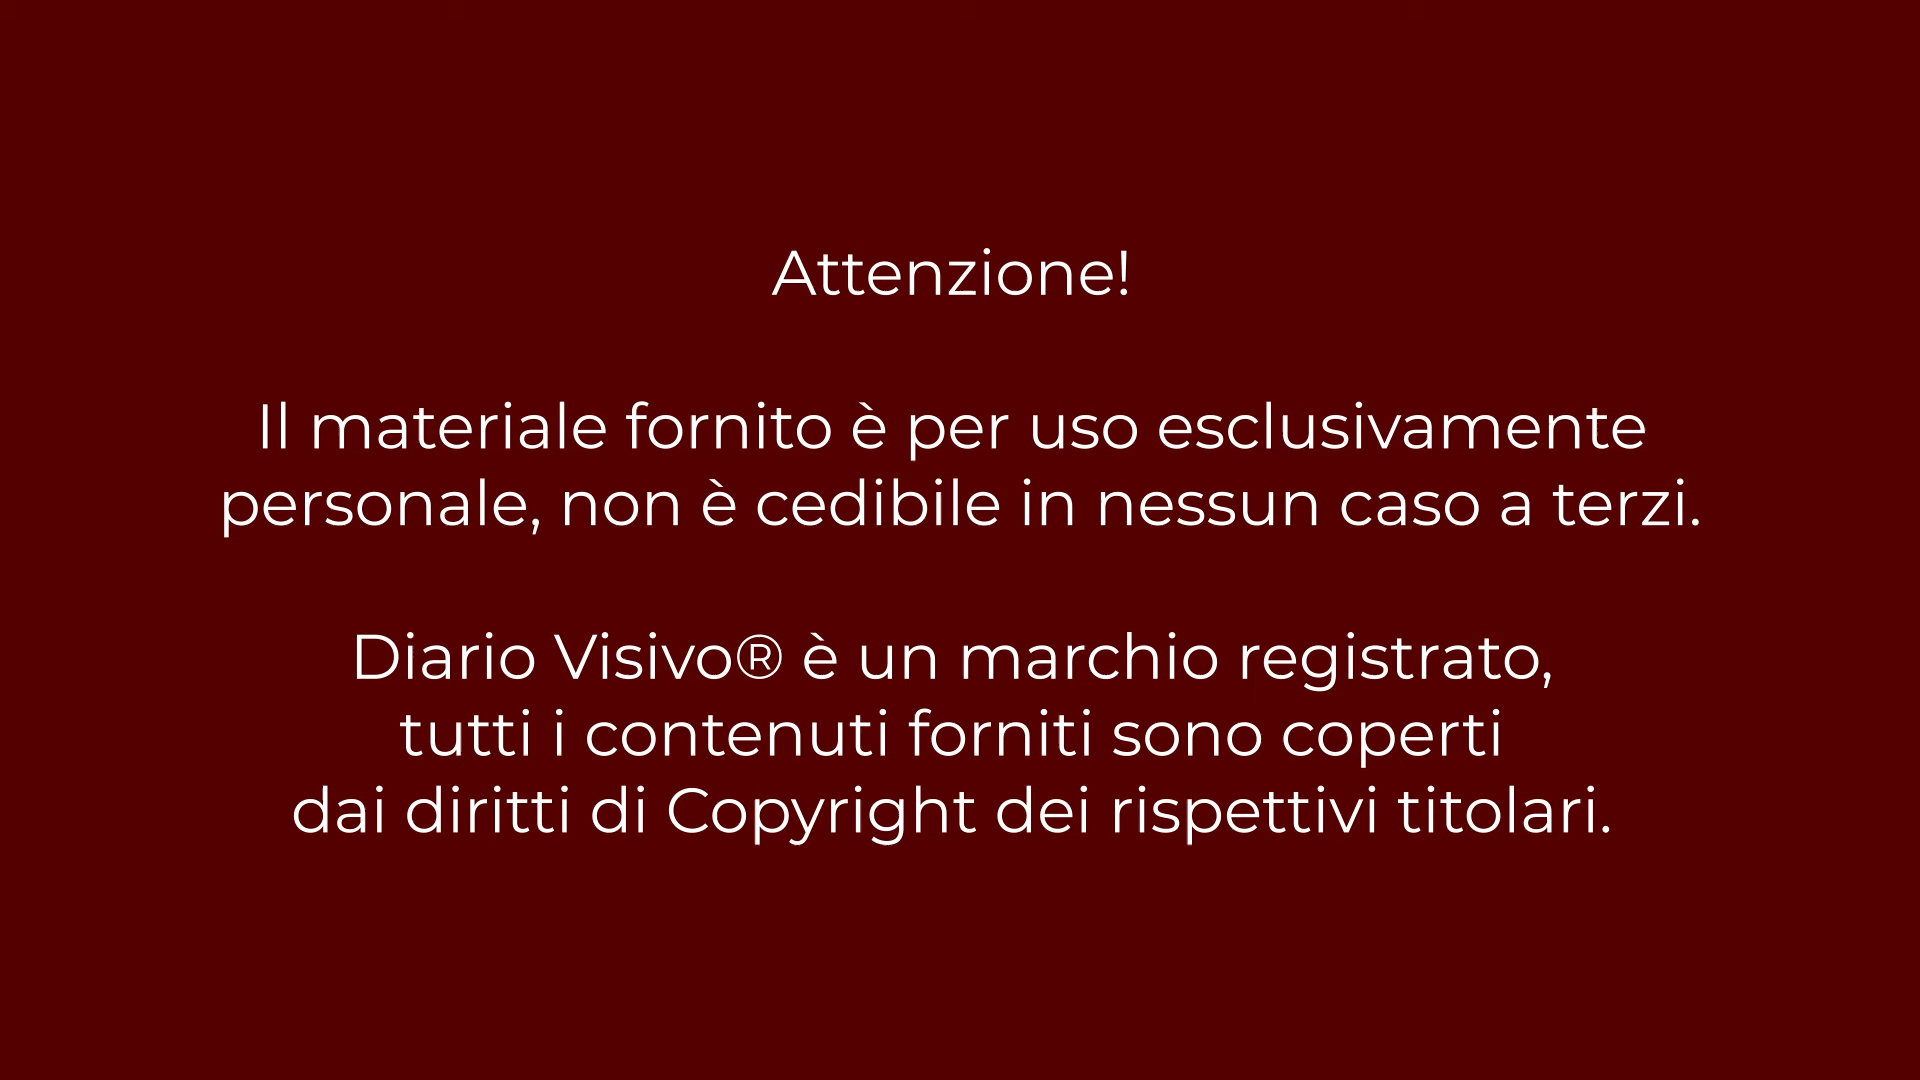 Attenzione!
Il materiale fornito è per uso esclusivamente
personale, non è cedibile in nessun caso a terzi.
Diario Visivo® è un marchio registrato,
tutti i contenuti forniti sono coperti
dai diritti di Copyright dei rispettivi titolari.